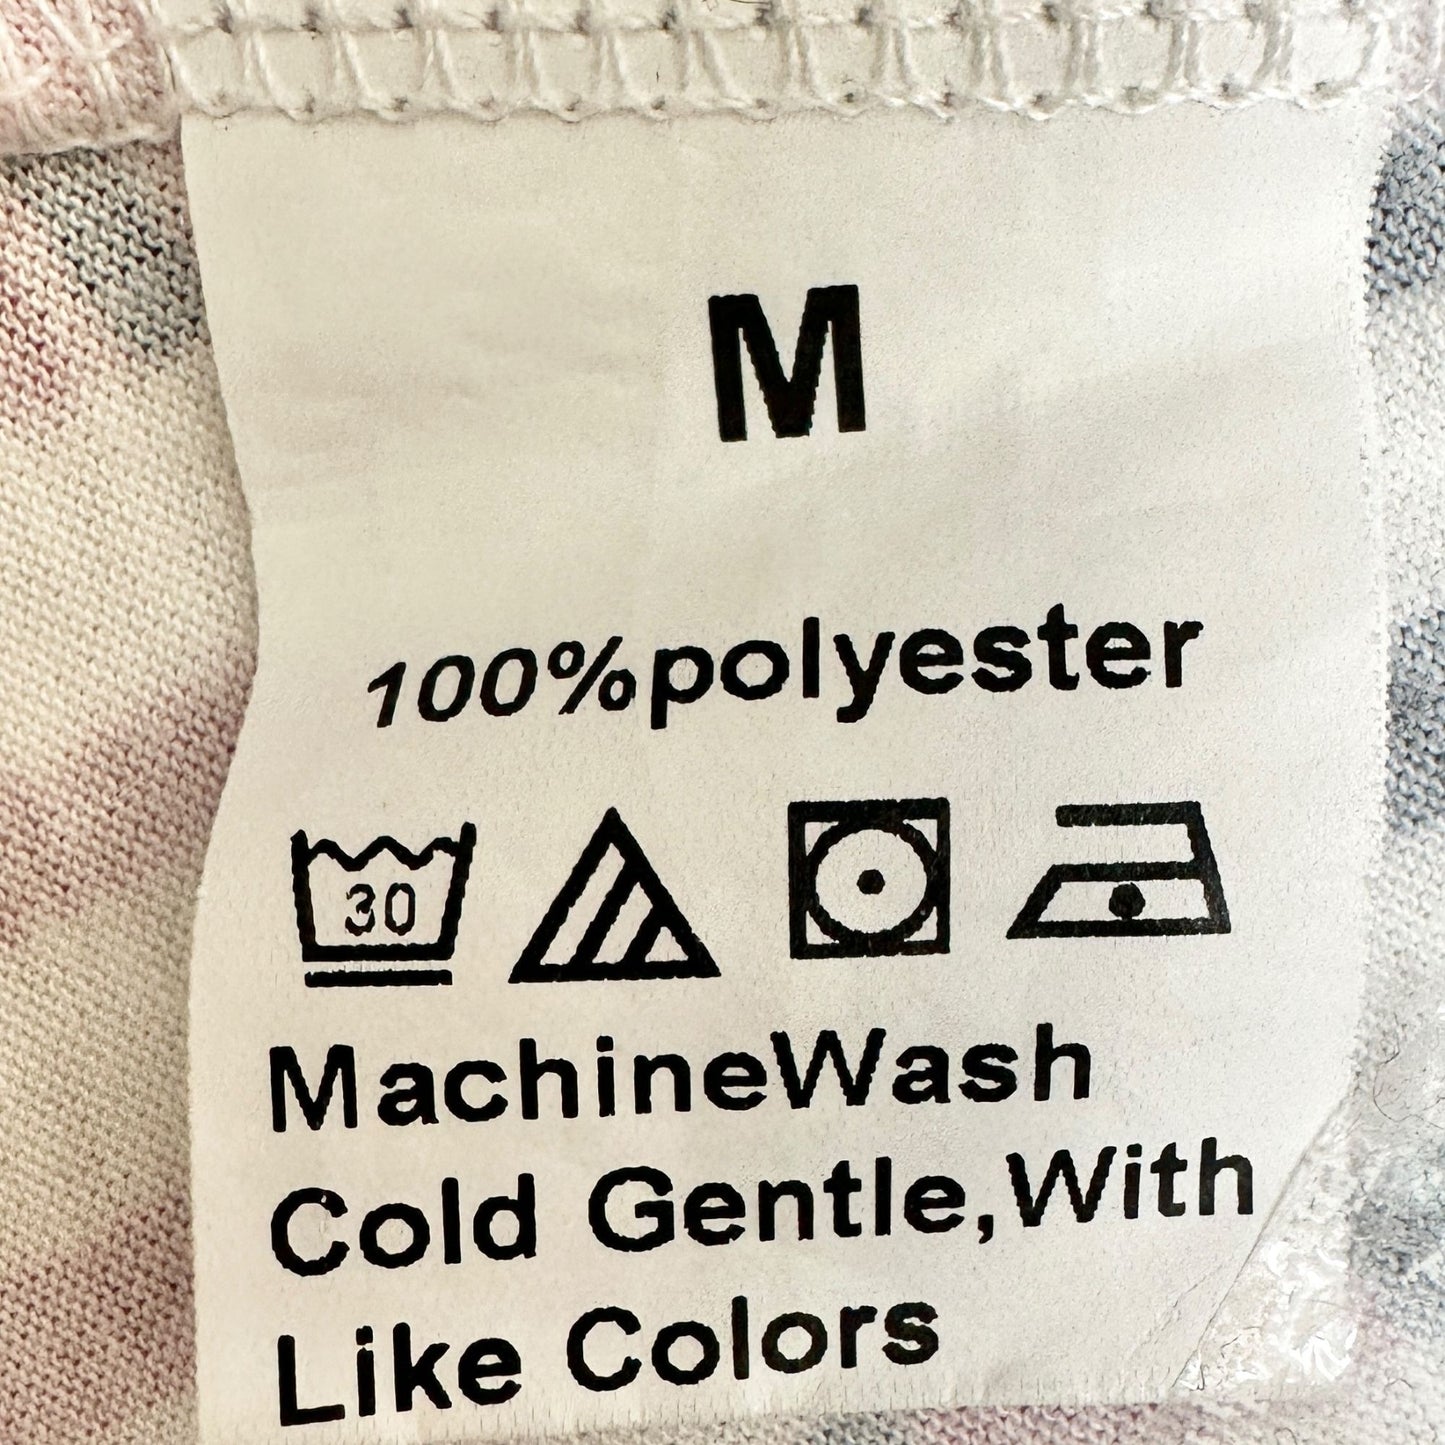 M
100%polyester
30
MachineWash
Cold Gentle,With
Like Colors